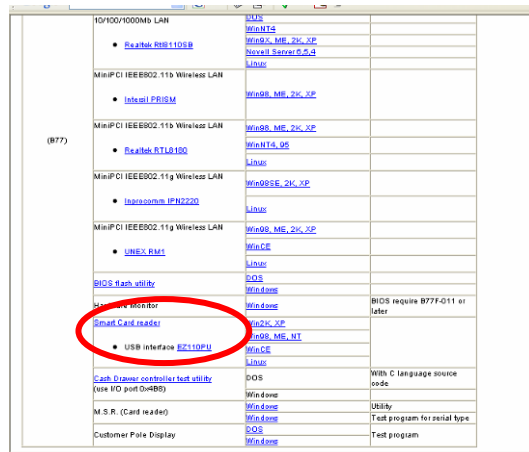 10/100/1000Mb LAN
DOS
WinNT4
Realtek Rtl8110SB
Win9X, ME, 2K, XP
Novell Server 6,5,4
Linux
MiniPCI IEEE802.11b Wireless LAN
Intersil PRISM
Win98, ME, 2K, XP
(B77)
MiniPCI IEEE802.11b Wireless LAN
Realtek RTL8180
Win98, ME, 2K, XP
WinNT4, 95
Linux
MiniPCI IEEE802.11g Wireless LAN
Inprocomm IPN2220
Win98SE, 2K, XP
Linux
MiniPCI IEEE802.11g Wireless LAN
UNEX RM1
Win98, ME, 2K, XP
WinCE
Linux
BIOS flash utility
DOS
Windows
Hardware Monitor
Windows
BIOS require B77F-011 or
later
Smart Card reader
USB interface EZ110PU
Win2K, XP
Win98, ME, NT
WinCE
Linux
Cash Drawer controller test utility
(use I/O port 0x4B8)
DOS
With C language source
code
Windows
M.S.R. (Card reader)
Windows
Utility
Windows
Test program for serial type
Customer Pole Display
DOS
Windows
Test program